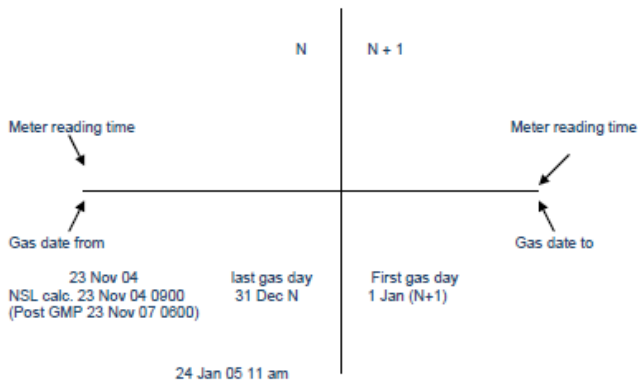 N N + 1
Meter reading time Meter reading time
Gas date from Gas date to
23 Nov 04 last gas day First gas day
NSL calc. 23 Nov 04 0900 31 Dec N 1 Jan (N+1)
(Post GMP 23 Nov 07 0600)
24 Jan 05 11 am